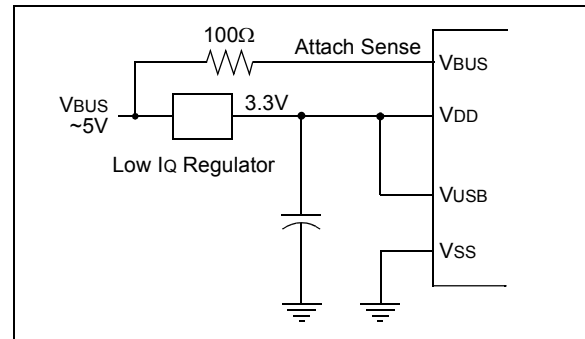 100Ω
Attach Sense
VBUS
VBUS
~5V
3.3V
VDD
Low IQ Regulator
VUSB
VSS